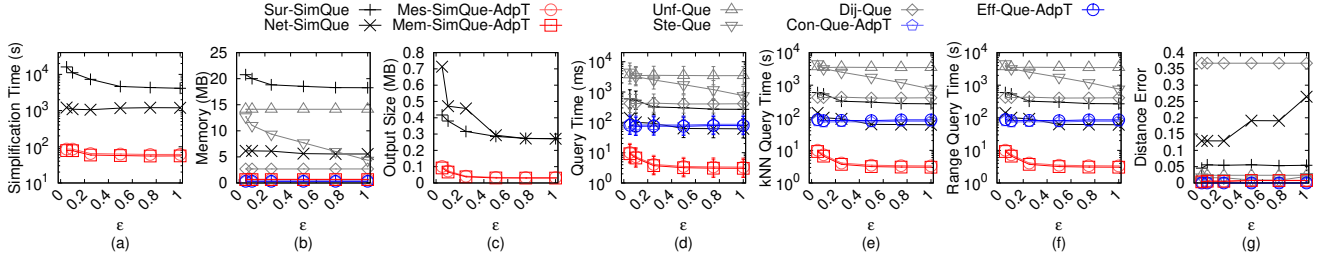 Sur-SimQue Mes-SimQue-AdpT Unf-Que Dij-Que Eff-Que-AdpT
Net-SimQue Mem-SimQue-AdpT Ste-Que Con-Que-AdpT
Simplification Time (s)
10^4
10^3
10^2
10^1
0 0.2 0.4 0.6 0.8 1
ε
(a)
Memory (MB)
25
20
15
10
5
0
0 0.2 0.4 0.6 0.8 1
ε
(b)
Output Size (MB)
0.8
0.7
0.6
0.5
0.4
0.3
0.2
0.1
0
0 0.2 0.4 0.6 0.8 1
ε
(c)
Query Time (ms)
10^4
10^3
10^2
10^1
10^0
0 0.2 0.4 0.6 0.8 1
ε
(d)
kNN Query Time (s)
10^4
10^3
10^2
10^1
10^0
0 0.2 0.4 0.6 0.8 1
ε
(e)
Range Query Time (s)
10^4
10^3
10^2
10^1
10^0
0 0.2 0.4 0.6 0.8 1
ε
(f)
Distance Error
0.4
0.35
0.3
0.25
0.2
0.15
0.1
0.05
0
0 0.2 0.4 0.6 0.8 1
ε
(g)